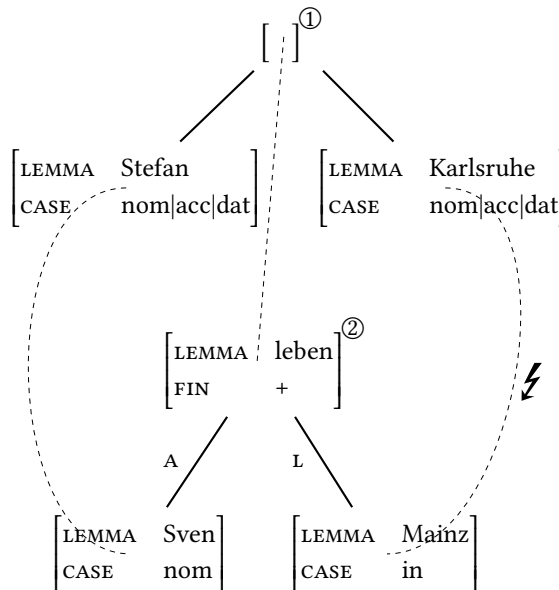 [ ]①
LEMMA Stefan
CASE nom|acc|dat
LEMMA Karlsruhe
CASE nom|acc|dat
②
LEMMA leben
FIN +
A L
LEMMA Sven
CASE nom
LEMMA Mainz
CASE in